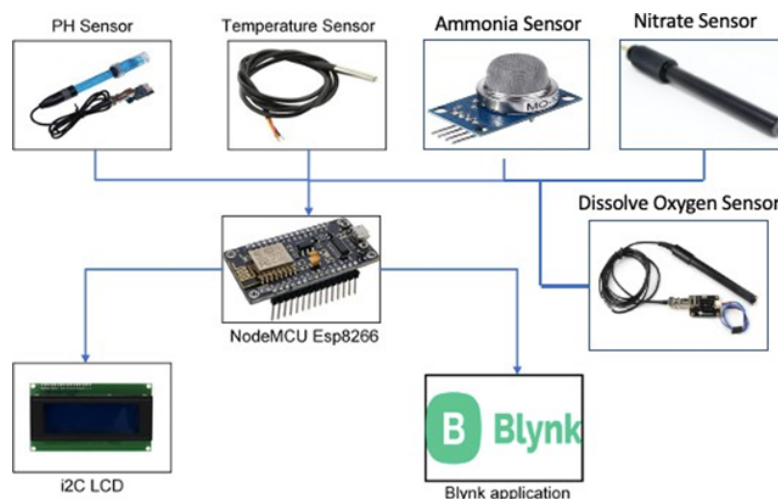 PH Sensor
Temperature Sensor
Ammonia Sensor
Nitrate Sensor
Dissolve Oxygen Sensor
NodeMCU Esp8266
i2C LCD
B Blynk
Blynk application